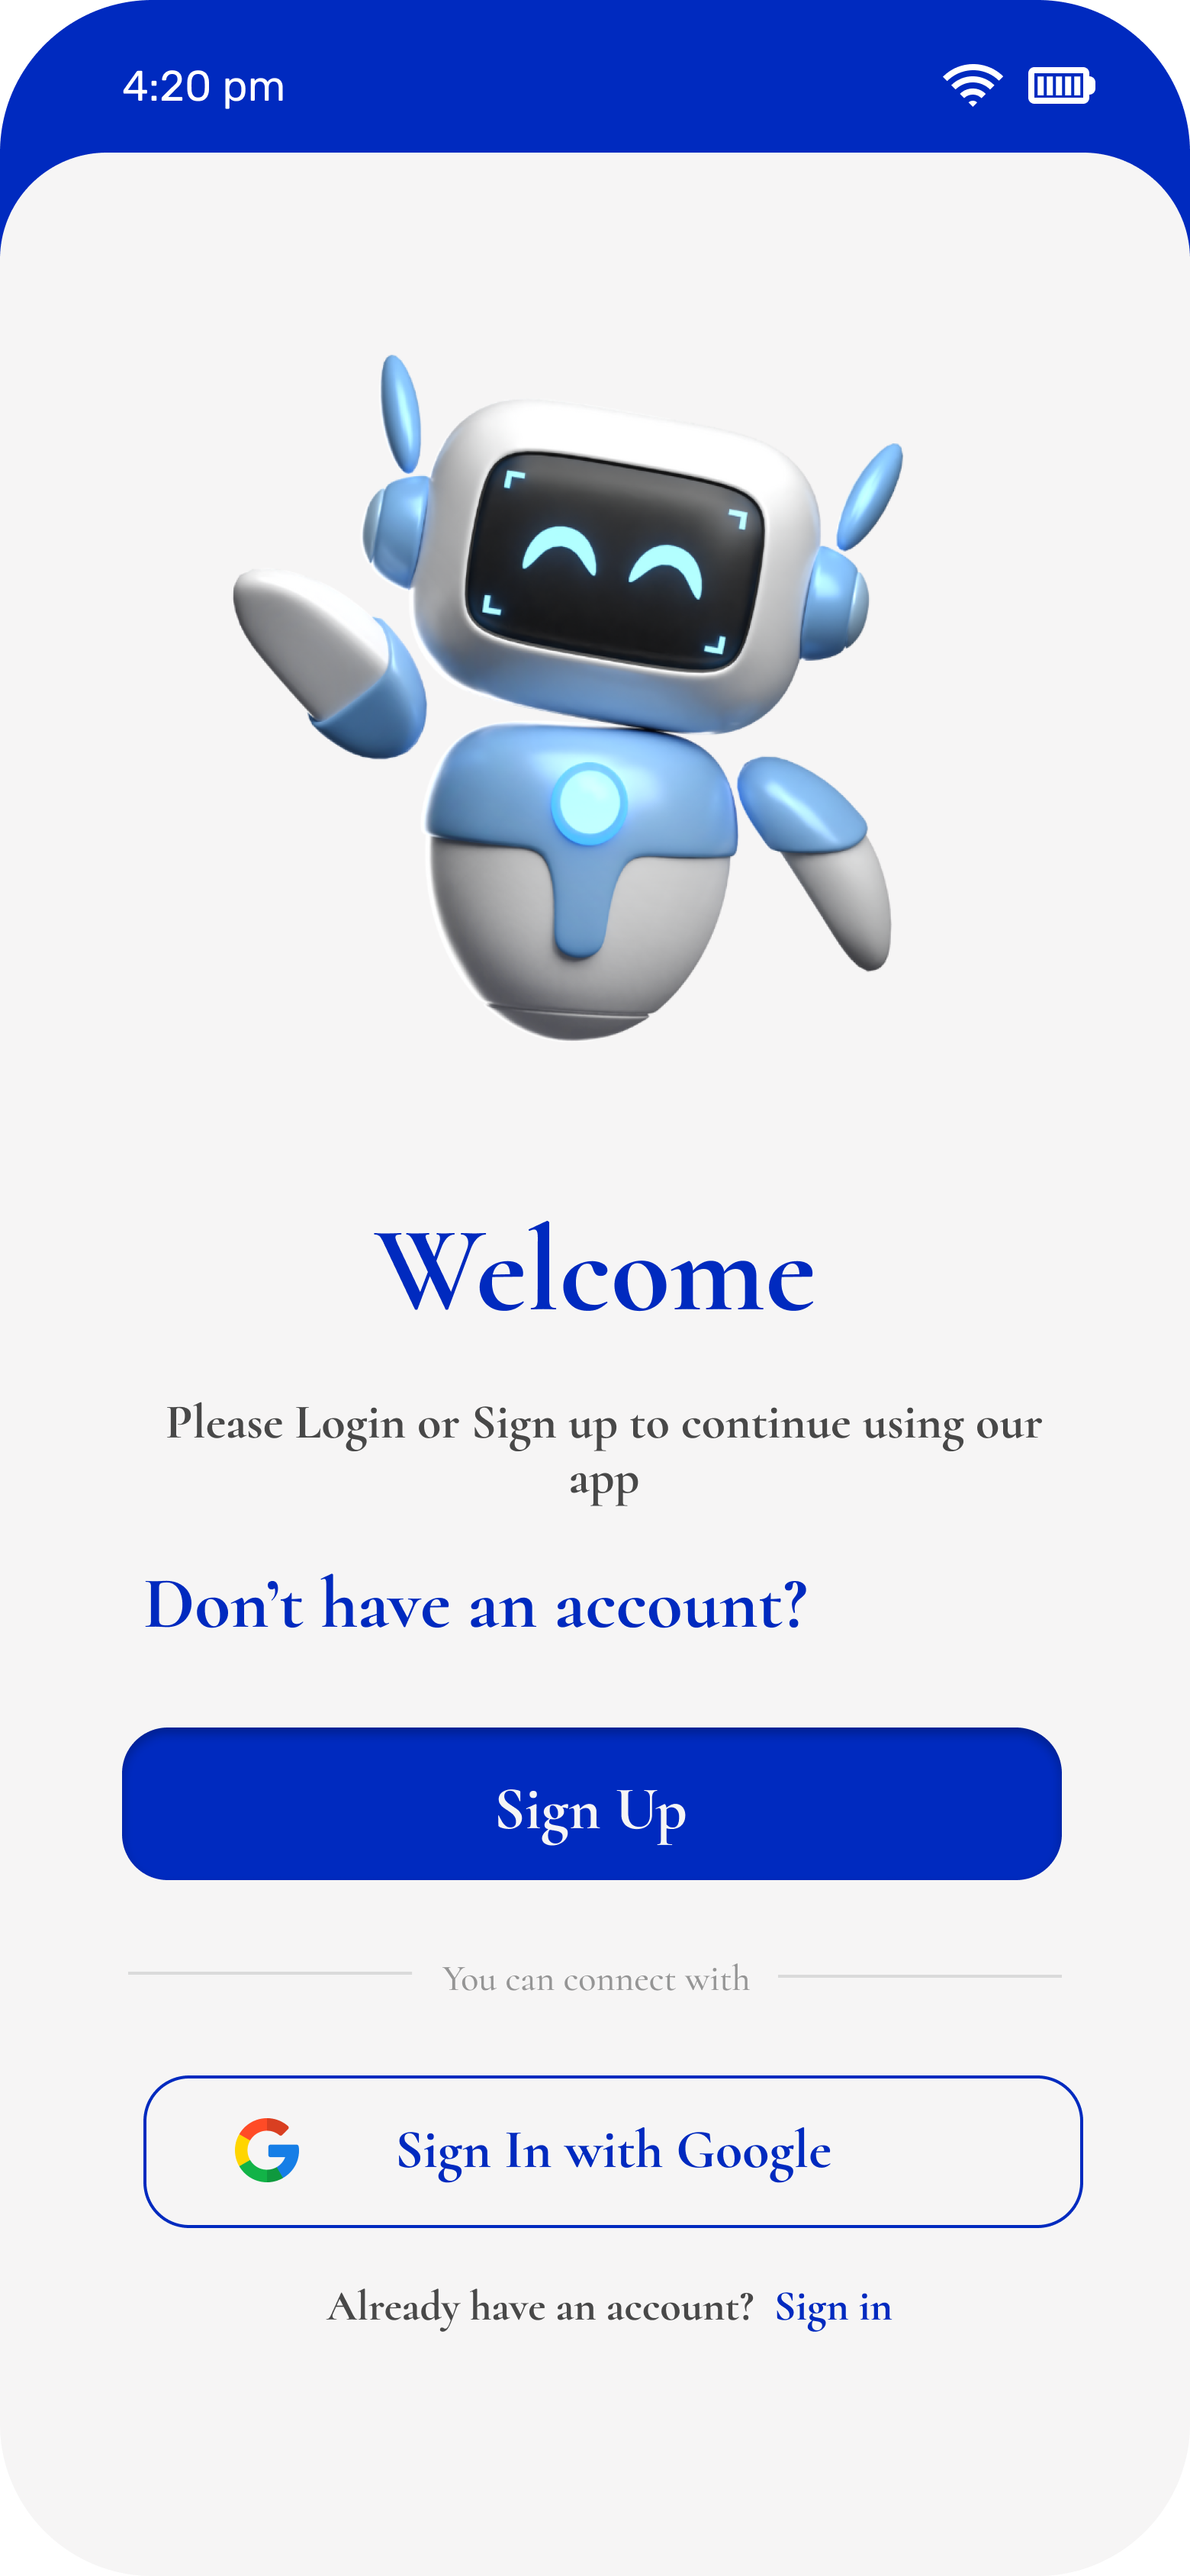 4:20 pm
Welcome
Please Login or Sign up to continue using our
app
Don’t have an account?
Sign Up
You can connect with
Sign In with Google
Already have an account? Sign in